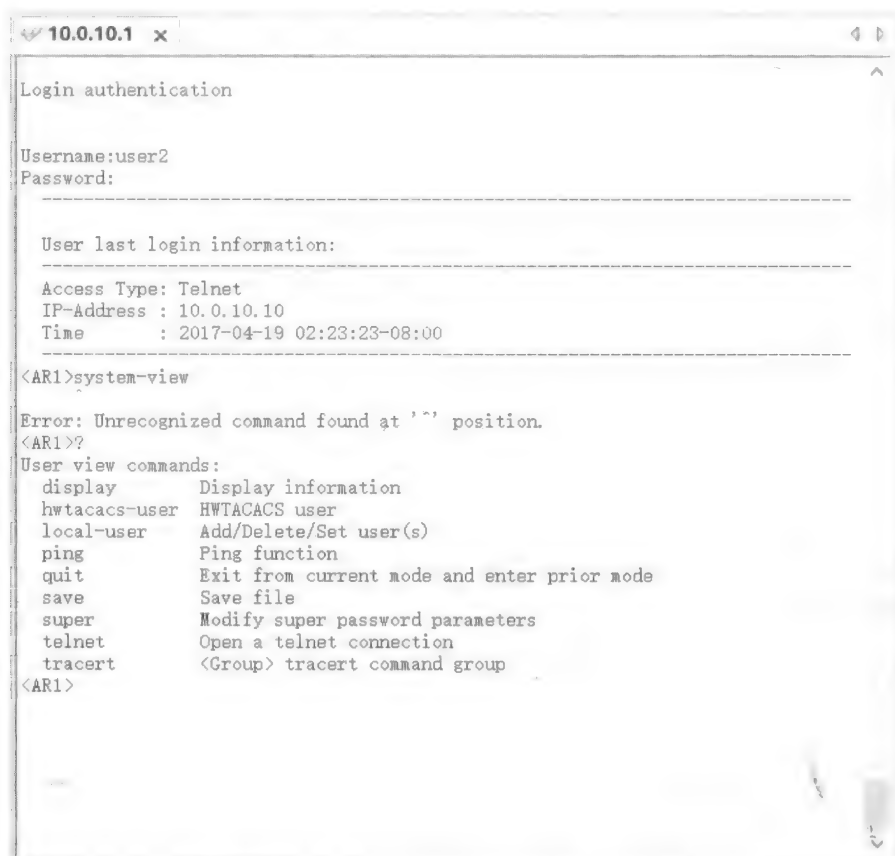 10.0.10.1 x
Login authentication
Username:user2
Password:
--------------------------------------------------------------------------
User last login information:
--------------------------------------------------------------------------
Access Type: Telnet
IP-Address : 10.0.10.10
Time : 2017-04-19 02:23:23-08:00
--------------------------------------------------------------------------
<AR1>system-view
^
Error: Unrecognized command found at '^' position.
<AR1>?
User view commands:
display Display information
hwtacacs-user HWTACACS user
local-user Add/Delete/Set user(s)
ping Ping function
quit Exit from current mode and enter prior mode
save Save file
super Modify super password parameters
telnet Open a telnet connection
tracert <Group> tracert command group
<AR1>